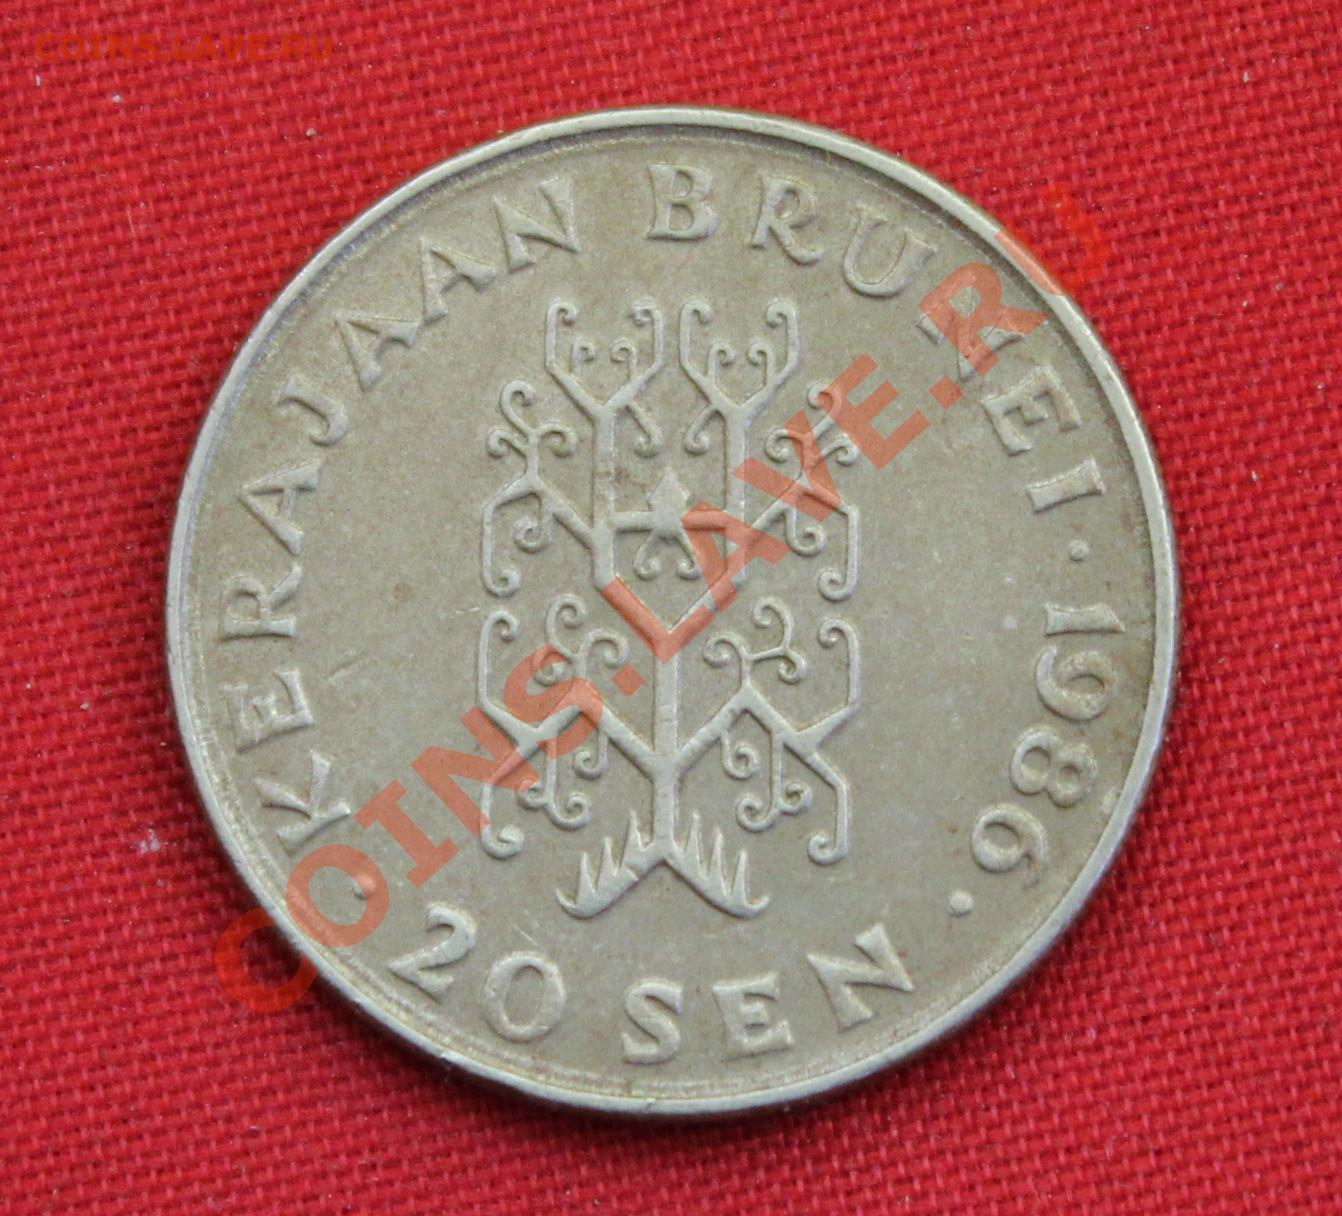 COINS.LAVE.RU
KERAJAAN BRUNEI · 1986 ·
20 SEN ·
COINS.LAVE.RU